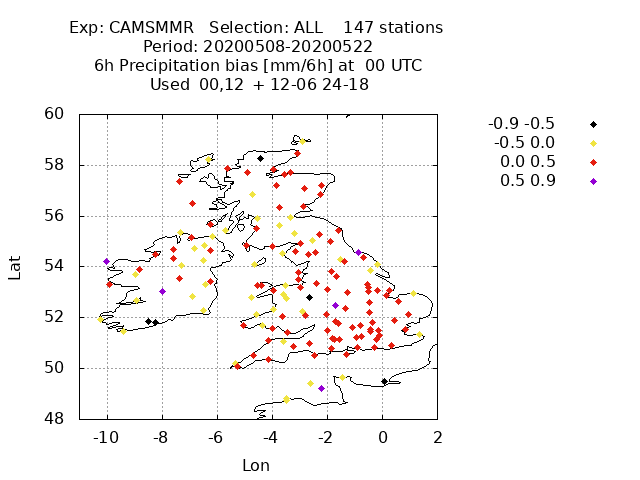 Exp: CAMSMMR   Selection: ALL    147 stations
Period: 20200508-20200522
6h Precipitation bias [mm/6h] at  00 UTC
Used 00,12  + 12-06 24-18
-0.9 -0.5
-0.5 0.0
0.0 0.5
0.5 0.9
60
58
56
54
52
50
48
Lat
-10 -8 -6 -4 -2 0 2
Lon